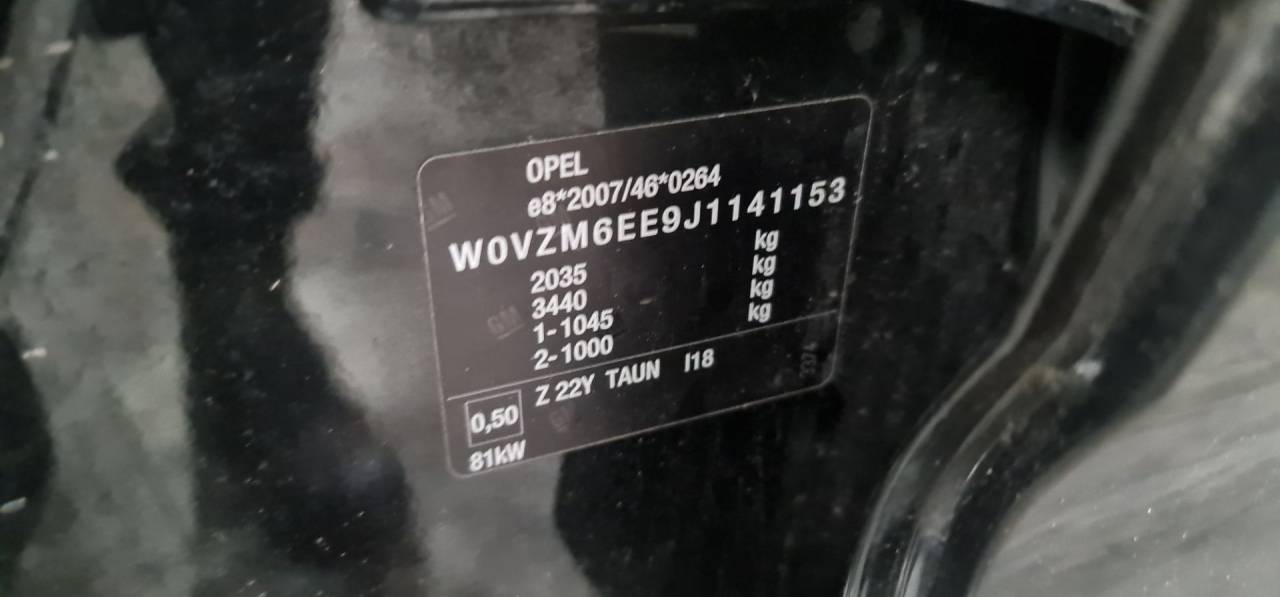 OPEL
e8*2007/46*0264
W0VZM6EE9J1141153
2035 kg
3440 kg
1-1045 kg
2-1000 kg
Z 22Y TAUN I18
0,50
81kW
GM